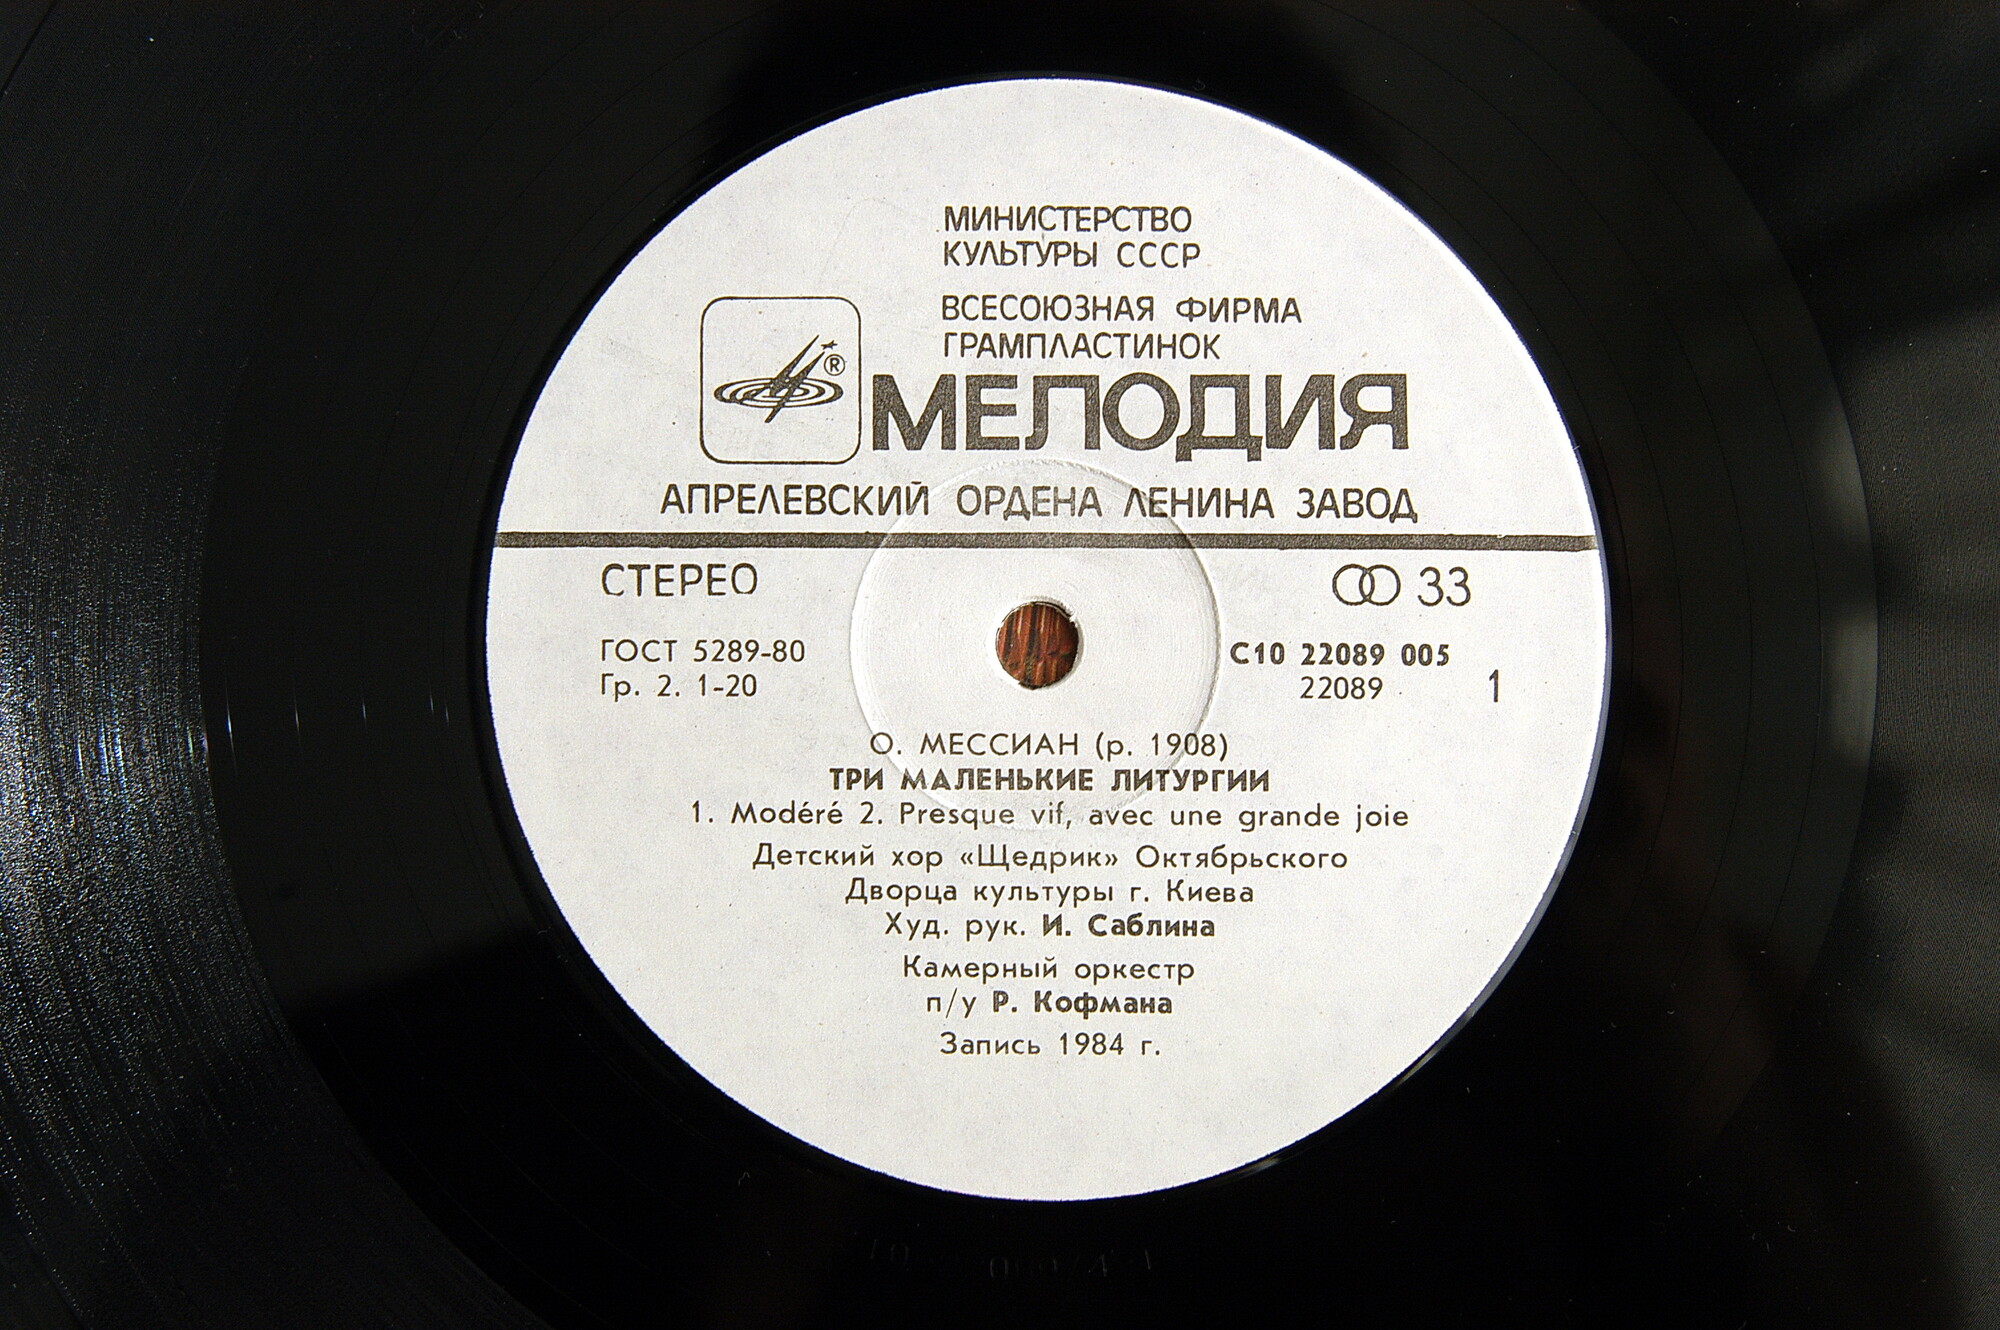 МИНИСТЕРСТВО
КУЛЬТУРЫ СССР
ВСЕСОЮЗНАЯ ФИРМА
ГРАМПЛАСТИНОК
®
МЕЛОДИЯ
АПРЕЛЕВСКИЙ ОРДЕНА ЛЕНИНА ЗАВОД
СТЕРЕО
33
ГОСТ 5289-80
Гр. 2. 1-20
С10 22089 005
22089
1
О. МЕССИАН (р. 1908)
ТРИ МАЛЕНЬКИЕ ЛИТУРГИИ
1. Modéré 2. Presque vif, avec une grande joie
Детский хор «Щедрик» Октябрьского
Дворца культуры г. Киева
Худ. рук. И. Саблина
Камерный оркестр
п/у Р. Кофмана
Запись 1984 г.